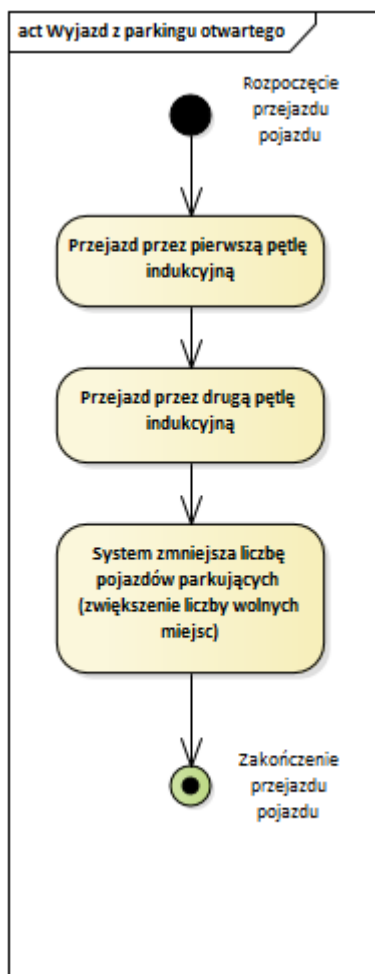 act Wyjazd z parkingu otwartego
Rozpoczęcie
przejazdu
pojazdu
Przejazd przez pierwszą pętlę
indukcyjną
Przejazd przez drugą pętlę
indukcyjną
System zmniejsza liczbę
pojazdów parkujących
(zwiększenie liczby wolnych
miejsc)
Zakończenie
przejazdu
pojazdu